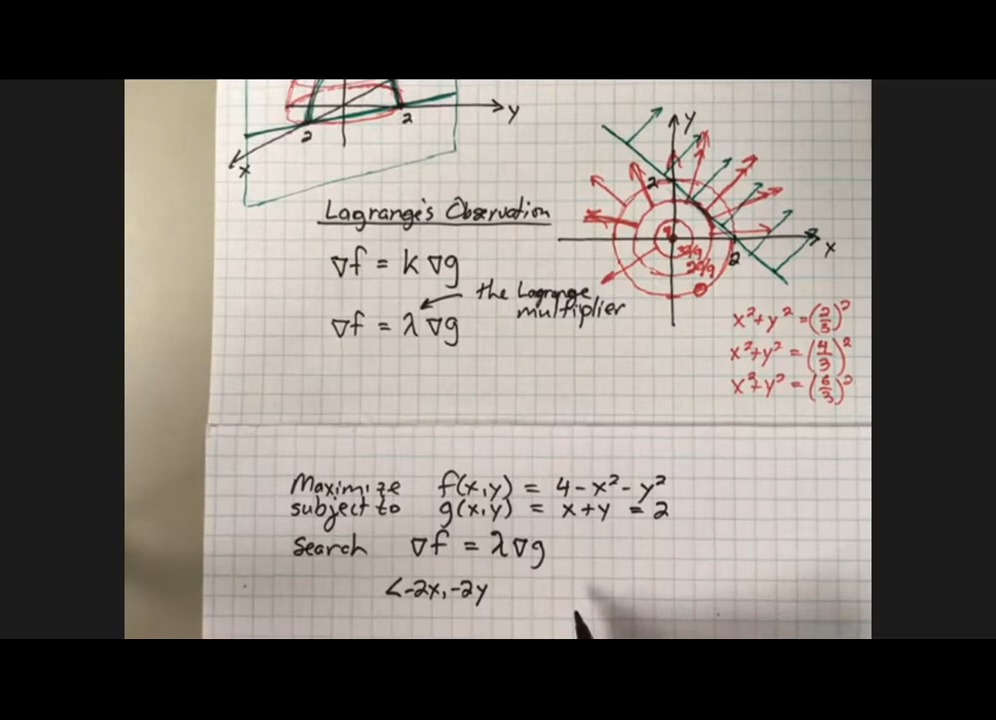 y
2
2
x
y
2
x
2
Lagrange's Observation
∇f = k ∇g
the Lagrange
multiplier
∇f = λ ∇g
x²+y² = (2/3)²
x²+y² = (4/3)²
x²+y² = (6/3)²
Maximize f(x,y) = 4-x²-y²
subject to g(x,y) = x+y = 2
Search ∇f = λ∇g
<-2x,-2y